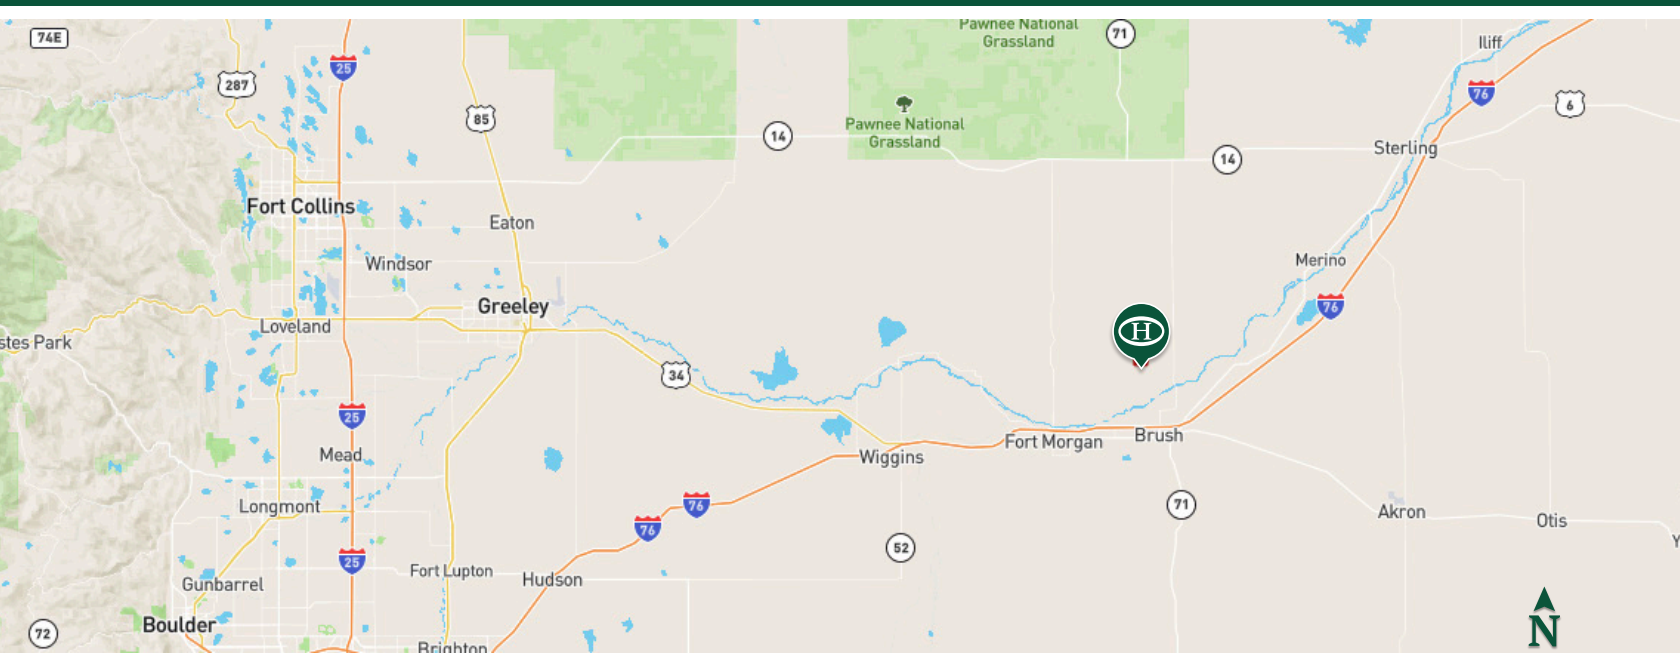 74E
Pawnee National
Grassland
71
Iliff
287
25
85
76
6
Pawnee National
Grassland
14
14
Sterling
Fort Collins
Eaton
Windsor
Merino
Greeley
76
Loveland
H
stes Park
34
25
Mead
Wiggins
Fort Morgan
Brush
Longmont
76
76
71
Akron
Otis
52
Y
25
Fort Lupton
Hudson
Gunbarrel
Boulder
72
N
Brighton